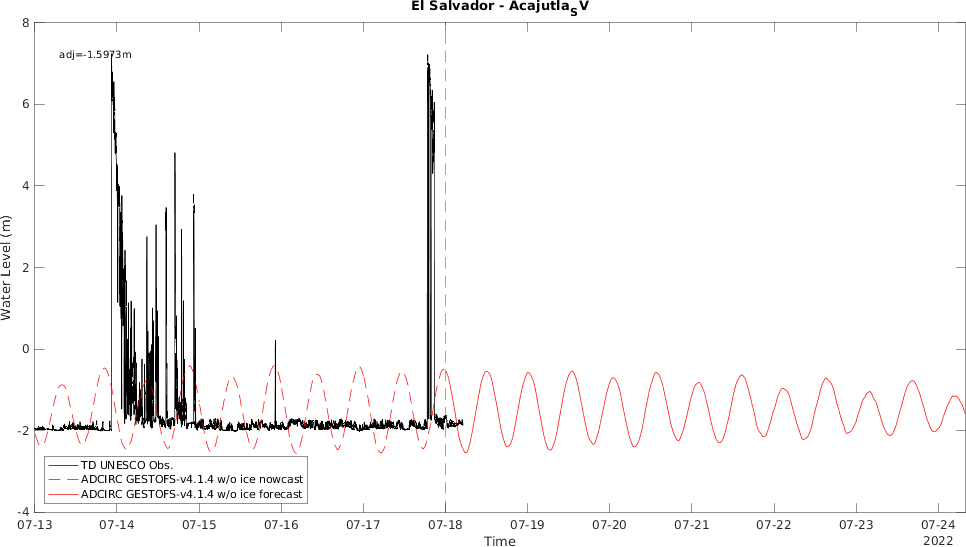 El Salvador - Acajutla_SV
adj=-1.5973m
8
6
4
2
0
-2
-4
Water Level (m)
TD UNESCO Obs.
ADCIRC GESTOFS-v4.1.4 w/o ice nowcast
ADCIRC GESTOFS-v4.1.4 w/o ice forecast
07-13 07-14 07-15 07-16 07-17 07-18 07-19 07-20 07-21 07-22 07-23 07-24
Time
2022